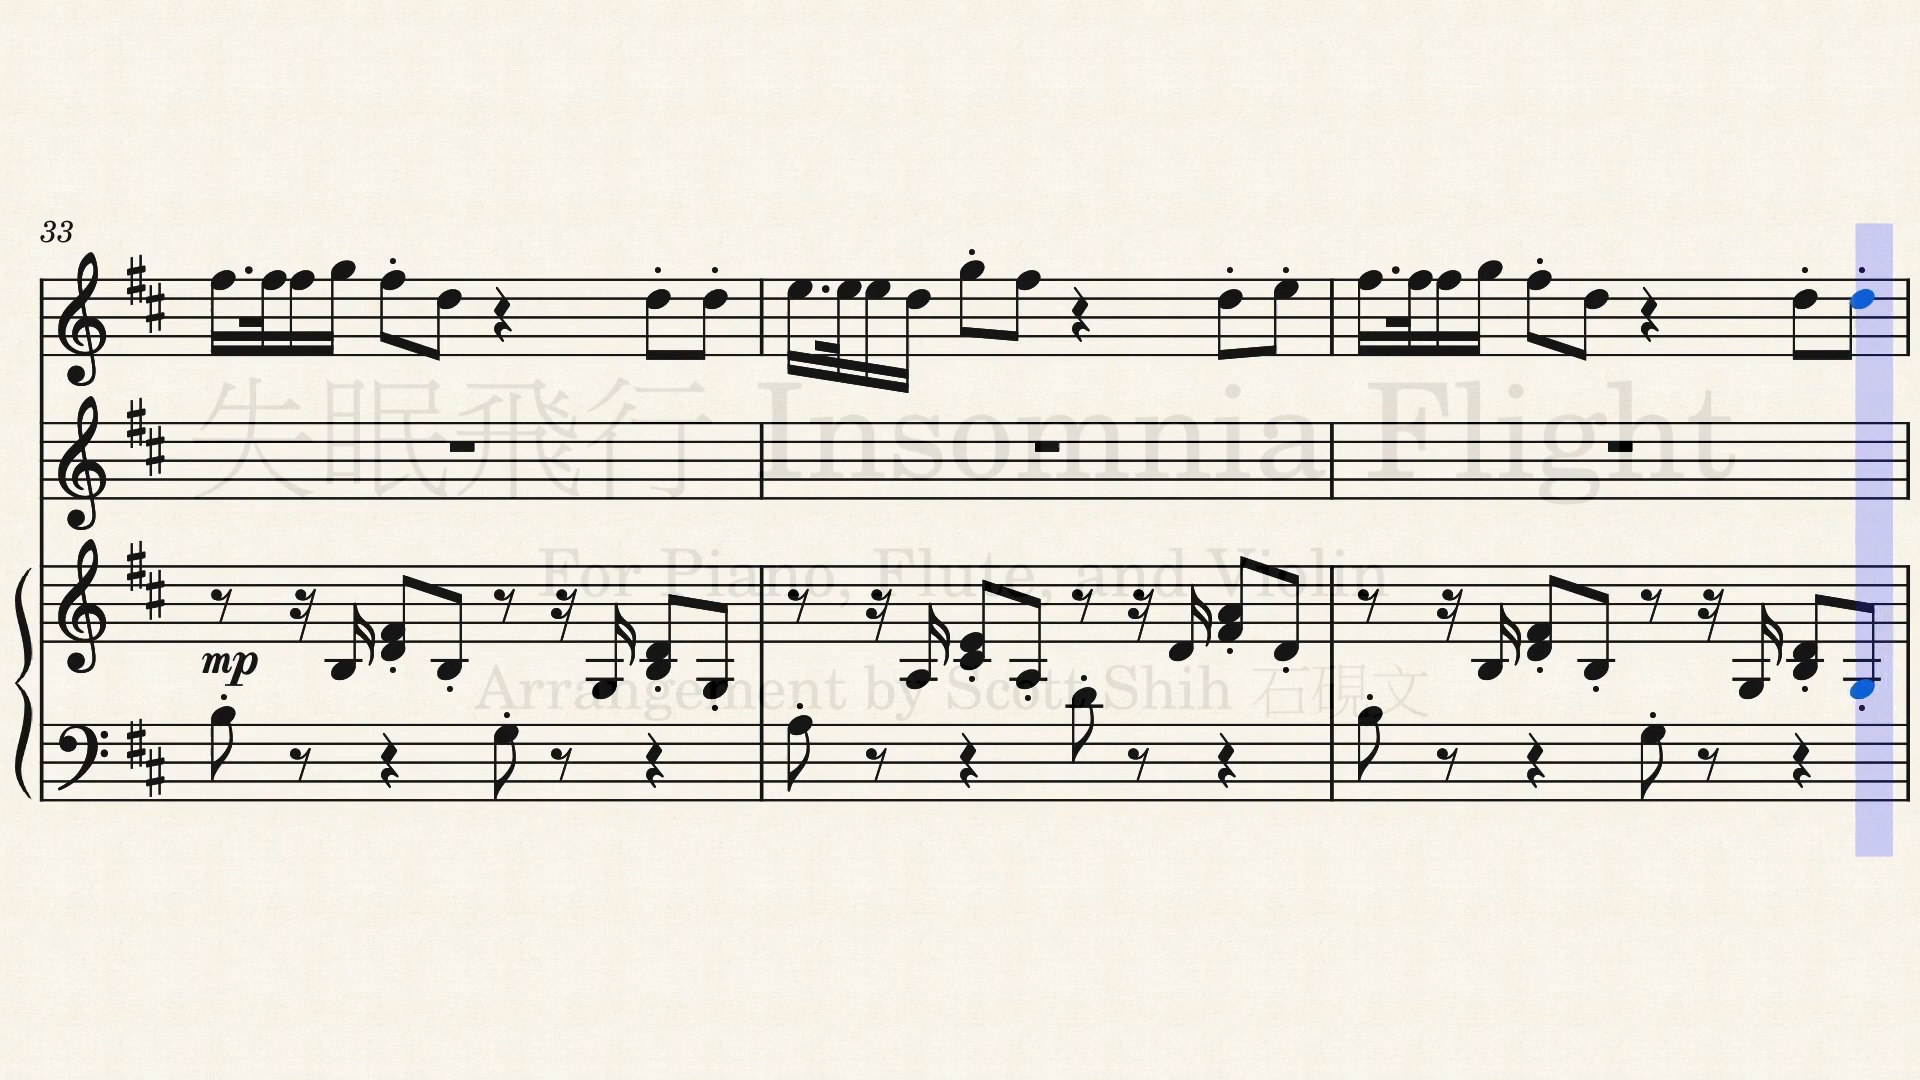 33
失眠飛行 Insomnia Flight
For Piano, Flute, and Violin
mp
Arrangement by Scott Shih 石硯文